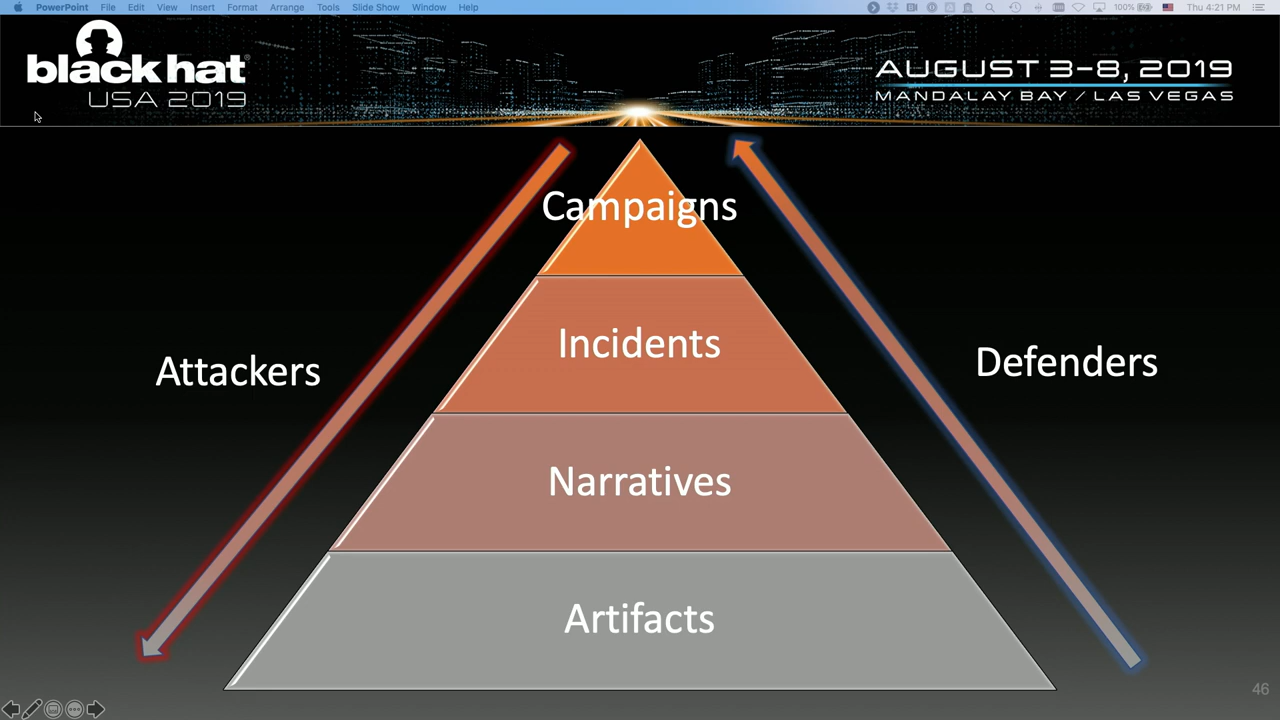 PowerPoint File Edit View Insert Format Arrange Tools Slide Show Window Help 100% Thu 4:21 PM
black hat
USA 2019
AUGUST 3-8, 2019
MANDALAY BAY / LAS VEGAS
Campaigns
Incidents
Attackers
Defenders
Narratives
Artifacts
46